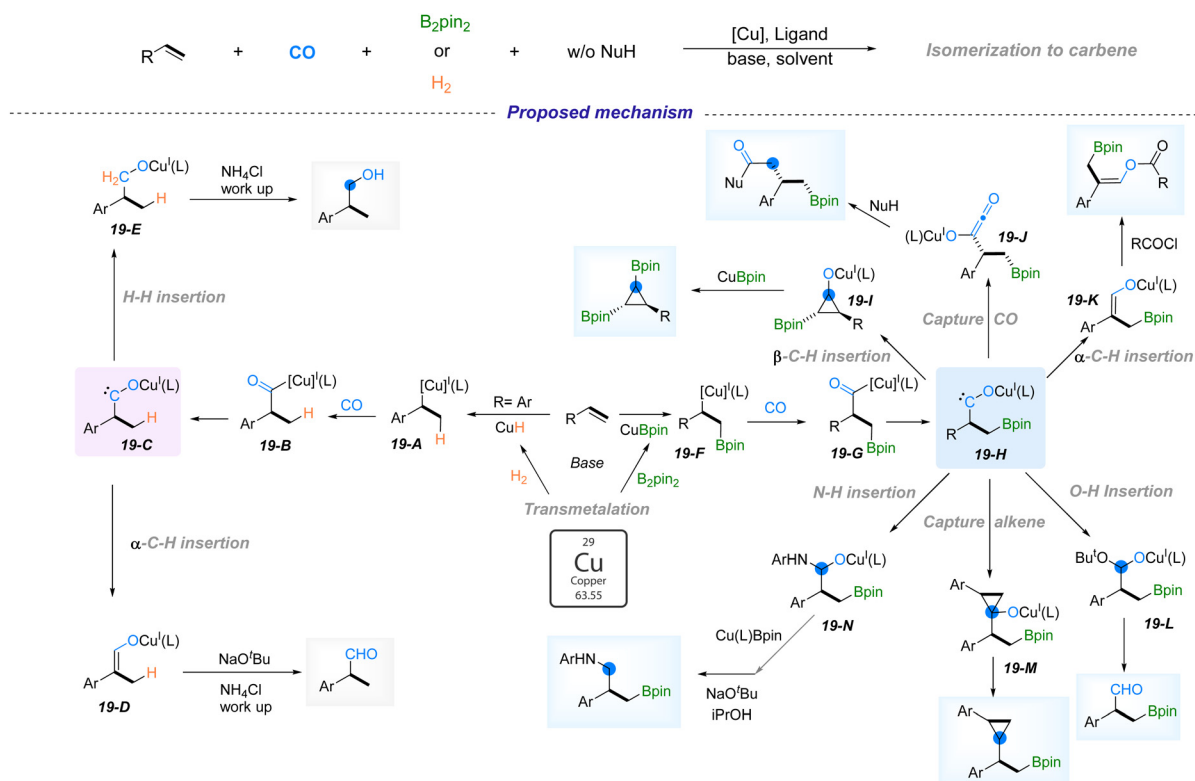 R + CO + B2pin2 or H2 + w/o NuH [Cu], Ligand base, solvent Isomerization to carbene
Proposed mechanism
H2C OCuI(L)
Ar H
19-E
NH4Cl
work up
OH
Ar
H-H insertion
C OCuI(L)
Ar H
19-C
O [Cu]I(L)
Ar H
19-B
CO
[Cu]I(L)
Ar H
19-A
R= Ar
CuH
H2
R
Base
CuBpin
B2pin2
Transmetalation
29
Cu
Copper
63.55
α-C-H insertion
OCuI(L)
Ar H
19-D
NaOtBu
NH4Cl
work up
CHO
Ar
[Cu]I(L)
R
Bpin
19-F
CO
O [Cu]I(L)
R
Bpin
19-G
C OCuI(L)
R Bpin
19-H
β-C-H insertion
OCuI(L)
19-I
Bpin R
CuBpin
Bpin
Bpin R
Capture CO
O
(L)CuIO
19-J
Ar Bpin
NuH
O
Nu
Ar Bpin
α-C-H insertion
19-K
OCuI(L)
Ar Bpin
RCOCl
Bpin O
O R
Ar
N-H insertion
ArHN OCuI(L)
Ar Bpin
19-N
Cu(L)Bpin
NaOtBu
iPrOH
ArHN
Ar Bpin
Capture alkene
Ar
OCuI(L)
Ar Bpin
19-M
Ar
Ar Bpin
O-H Insertion
ButO OCuI(L)
Ar Bpin
19-L
CHO
Ar Bpin